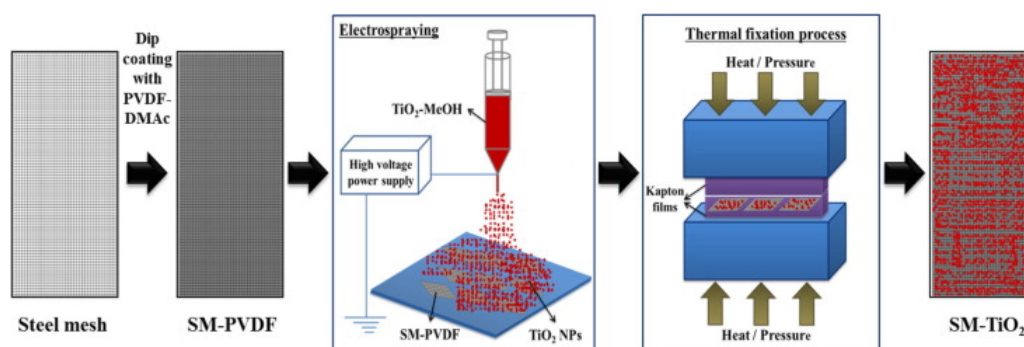 Steel mesh
Dip
coating
with
PVDF-
DMAc
SM-PVDF
Electrospraying
TiO2-MeOH
High voltage
power supply
SM-PVDF
TiO2 NPs
Thermal fixation process
Heat / Pressure
Kapton
films
Heat / Pressure
SM-TiO2